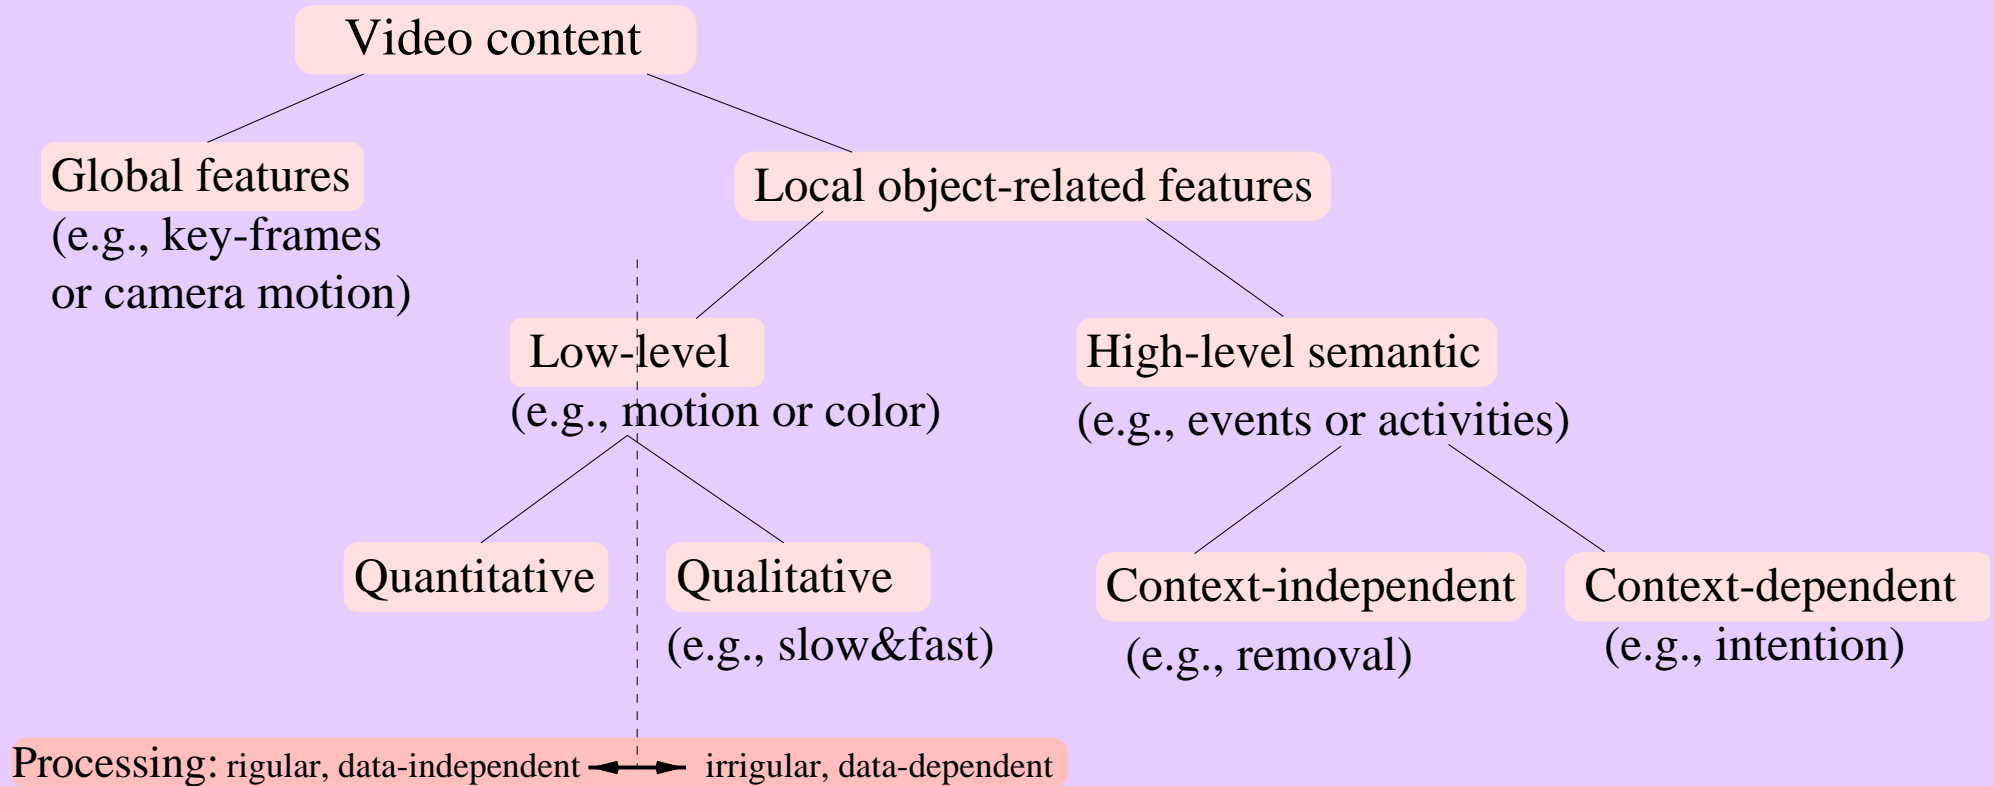 Video content
Global features
(e.g., key-frames
or camera motion)
Local object-related features
Low-level
(e.g., motion or color)
High-level semantic
(e.g., events or activities)
Quantitative
Qualitative
(e.g., slow&fast)
Context-independent
(e.g., removal)
Context-dependent
(e.g., intention)
Processing: rigular, data-independent irrigular, data-dependent